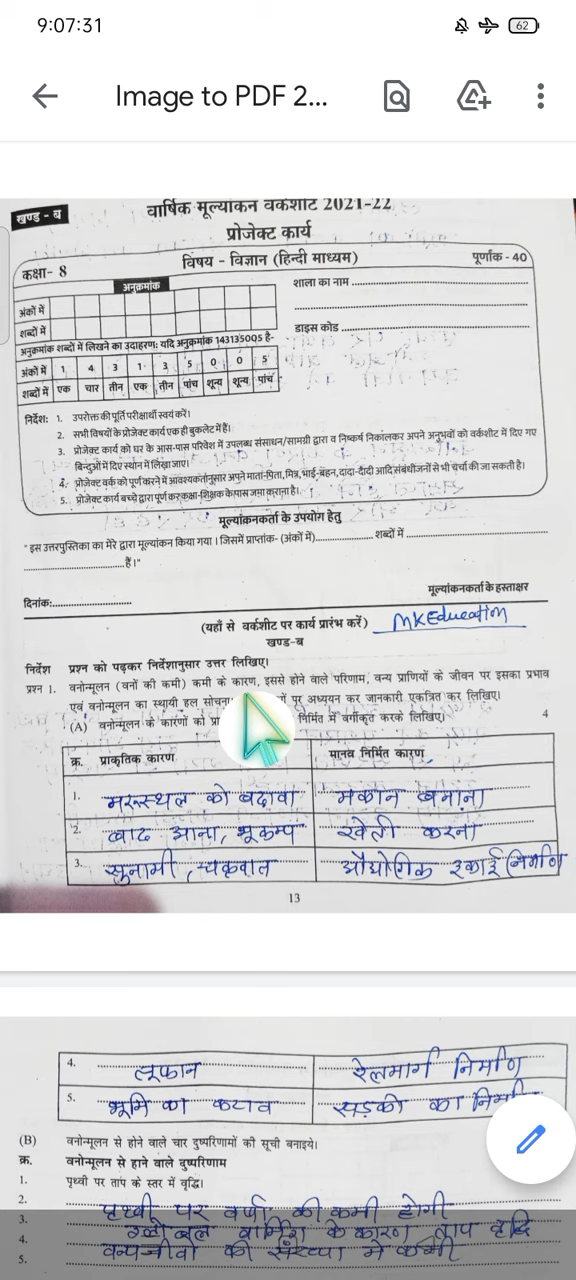 9:07:31
62
Image to PDF 2...
खण्ड - ब
वार्षिक मूल्यांकन वर्कशीट 2021-22
प्रोजेक्ट कार्य
कक्षा- 8
विषय - विज्ञान (हिन्दी माध्यम)
पूर्णांक - 40
अनुक्रमांक
शाला का नाम
अंकों में
शब्दों में
डाइस कोड
अनुक्रमांक शब्दों में लिखने का उदाहरण: यदि अनुक्रमांक 143135005 है-
अंकों में 1 4 3 1 3 5 0 0 5
शब्दों में एक चार तीन एक तीन पांच शून्य शून्य पांच
निर्देश: 1. उपरोक्त की पूर्ति परीक्षार्थी स्वयं करें।
2. सभी विषयों के प्रोजेक्ट कार्य एक ही बुकलेट में हैं।
3. प्रोजेक्ट कार्य को घर के आस-पास परिवेश में उपलब्ध संसाधन/सामग्री द्वारा व निष्कर्ष निकालकर अपने अनुभवों को वर्कशीट में दिए गए
बिन्दुओं में दिए स्थान में लिखा जाए।
4. प्रोजेक्ट वर्क को पूर्ण करने में आवश्यकतानुसार अपने माता-पिता, मित्र, भाई-बहन, दादा-दादी आदि संबंधीजनों से भी चर्चा की जा सकती है।
5. प्रोजेक्ट कार्य बच्चे द्वारा पूर्ण कर कक्षा-शिक्षक के पास जमा कराना है।
मूल्यांकनकर्ता के उपयोग हेतु
"इस उत्तरपुस्तिका का मेरे द्वारा मूल्यांकन किया गया। जिसमें प्राप्तांक- (अंकों में).................... शब्दों में
..............................हैं।"
मूल्यांकनकर्ता के हस्ताक्षर
दिनांक:
(यहाँ से वर्कशीट पर कार्य प्रारंभ करें) MKEducation
खण्ड-ब
निर्देश प्रश्न को पढ़कर निर्देशानुसार उत्तर लिखिए।
प्रश्न 1. वनोन्मूलन (वनों की कमी) कमी के कारण, इससे होने वाले परिणाम, वन्य प्राणियों के जीवन पर इसका प्रभाव
एवं वनोन्मूलन का स्थायी हल पर अध्ययन कर जानकारी एकत्रित कर लिखिए।
(A) वनोन्मूलन के कारणों को निर्मित में वर्गीकृत करके लिखिए। 4
क्र. प्राकृतिक कारण मानव निर्मित कारण
1. मरूस्थल को बढ़ावा मकान बनाना
2. बाढ आना, भूकम्प खेती करना
3. सुनामी, चक्रवात औद्योगिक इकाई निर्माण
13
4. तूफान रेलमार्ग निर्माण
5. भूमि का कटाव सड़को का
(B) वनोन्मूलन से होने वाले चार दुष्परिणामों की सूची बनाइये।
क्र. वनोन्मूलन से हाने वाले दुष्परिणाम
1. पृथ्वी पर ताप के स्तर में वृद्धि।
2. पृथ्वी पर वर्षा की कमी होगी
3. ग्लोबल वार्मिंग के कारण ताप वृद्धि
4. वन्यजीवो की संख्या में कमी
5.